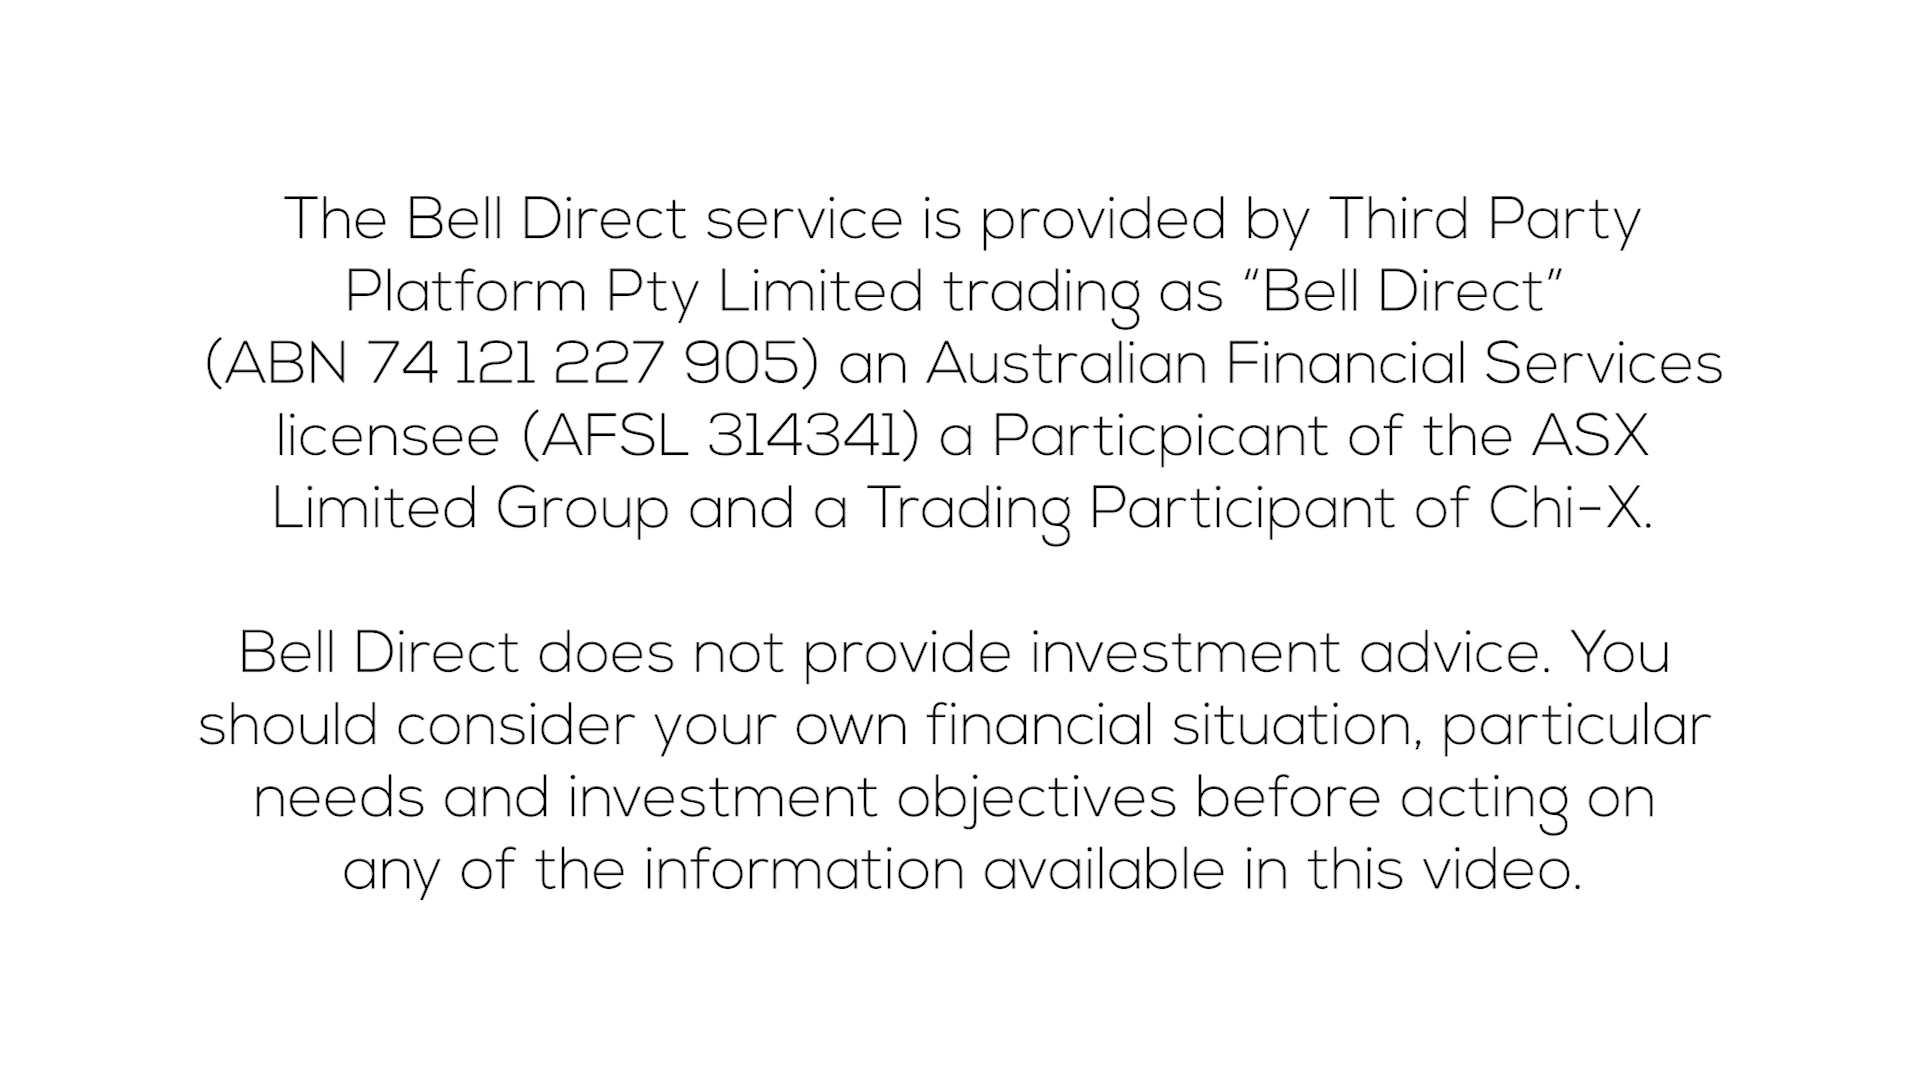 The Bell Direct service is provided by Third Party
Platform Pty Limited trading as “Bell Direct”
(ABN 74 121 227 905) an Australian Financial Services
licensee (AFSL 314341) a Particpicant of the ASX
Limited Group and a Trading Participant of Chi-X.
Bell Direct does not provide investment advice. You
should consider your own financial situation, particular
needs and investment objectives before acting on
any of the information available in this video.